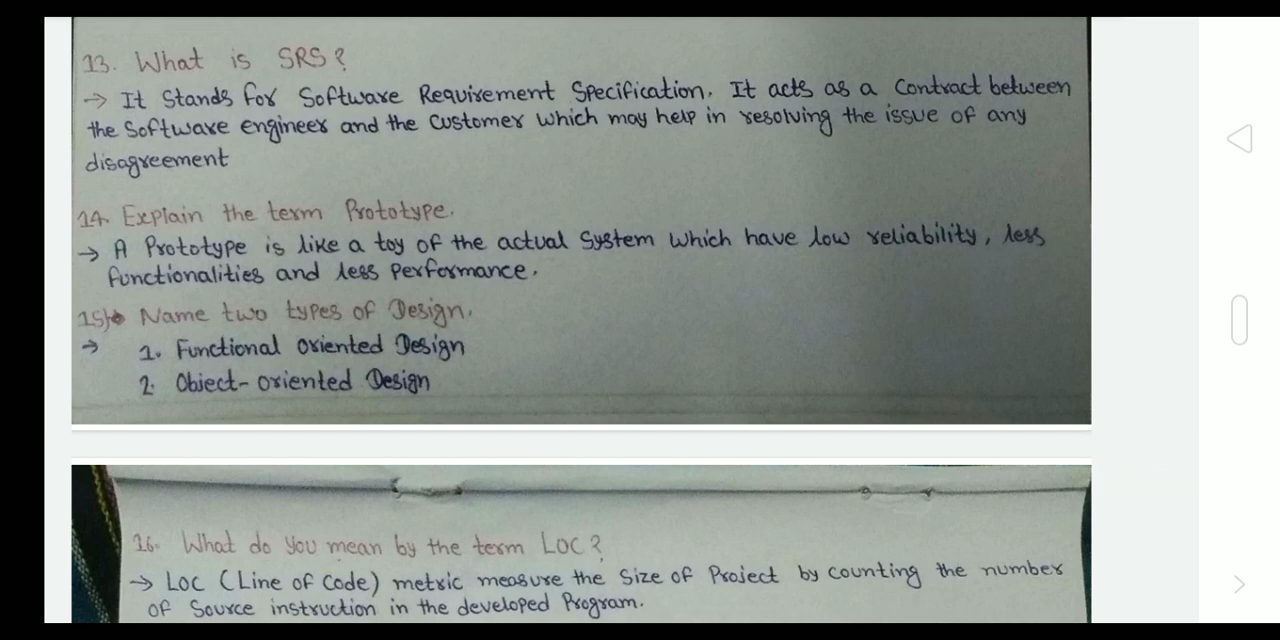 13. What is SRS?
→ It Stands for Software Requirement Specification. It acts as a Contract between
the Software engineer and the Customer which may help in resolving the issue of any
disagreement
14. Explain the term Prototype.
→ A Prototype is like a toy of the actual System which have low reliability, less
functionalities and less performance.
15) Name two types of Design.
→ 1. Functional oriented Design
2. Object-oriented Design
16. What do you mean by the term LOC?
→ LOC (Line of Code) metric measure the Size of Project by counting the number
of Source instruction in the developed Program.